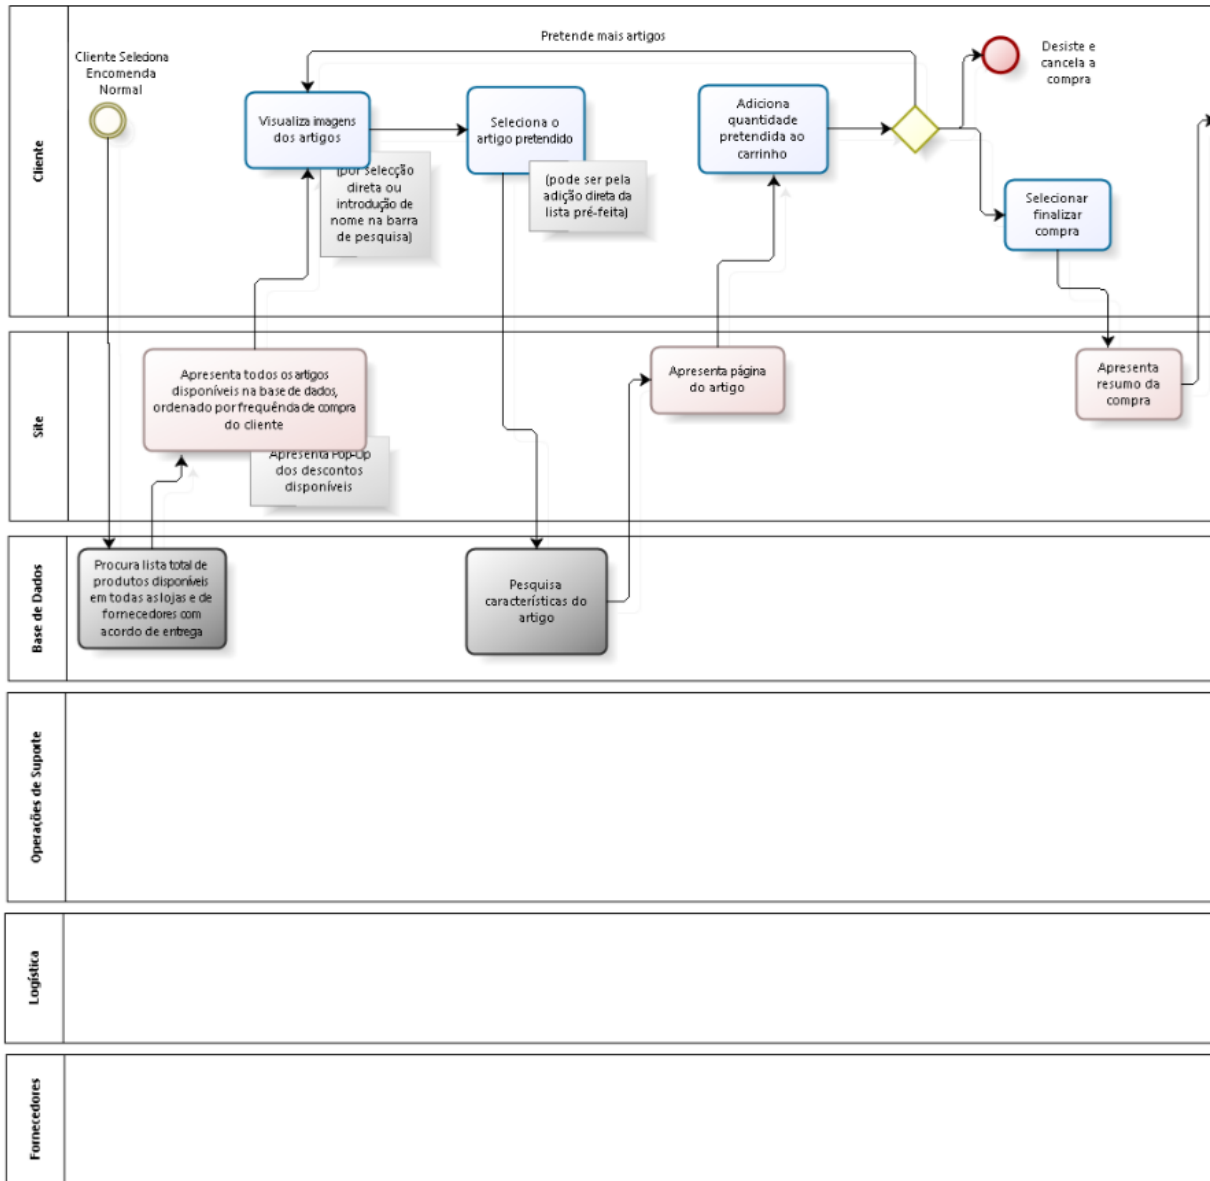 Cliente
Cliente Seleciona
Encomenda
Normal
Pretende mais artigos
Visualiza imagens
dos artigos
(por selecção
direta ou
introdução de
nome na barra
de pesquisa)
Seleciona o
artigo pretendido
(pode ser pela
adição direta da
lista pré-feita)
Adiciona
quantidade
pretendida ao
carrinho
Desiste e
cancela a
compra
Selecionar
finalizar
compra
Site
Apresenta todos os artigos
disponíveis na base de dados,
ordenado por frequência de compra
do cliente
Apresenta Pop-Up
dos descontos
disponíveis
Apresenta página
do artigo
Apresenta
resumo da
compra
Base de Dados
Procura lista total de
produtos disponíveis
em todas as lojas e de
fornecedores com
acordo de entrega
Pesquisa
características do
artigo
Operações de Suporte
Logística
Fornecedores